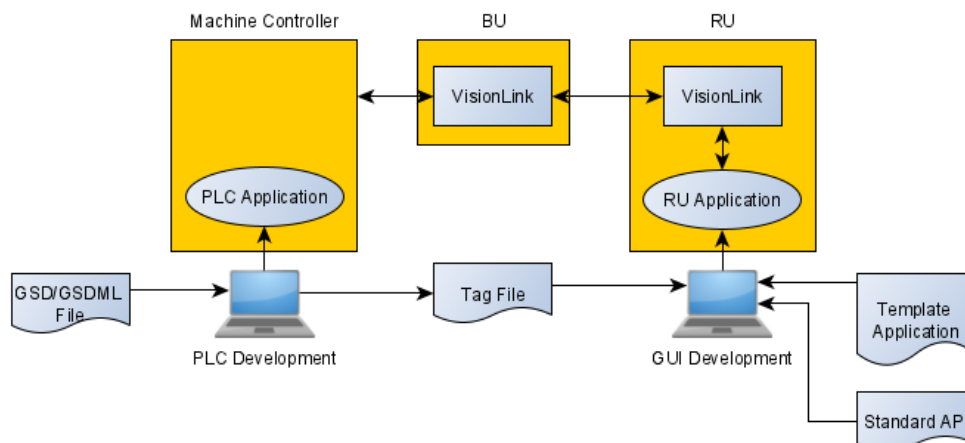 Machine Controller
BU
RU
VisionLink
VisionLink
PLC Application
RU Application
GSD/GSDML
File
Tag File
Template
Application
PLC Development
GUI Development
Standard AP